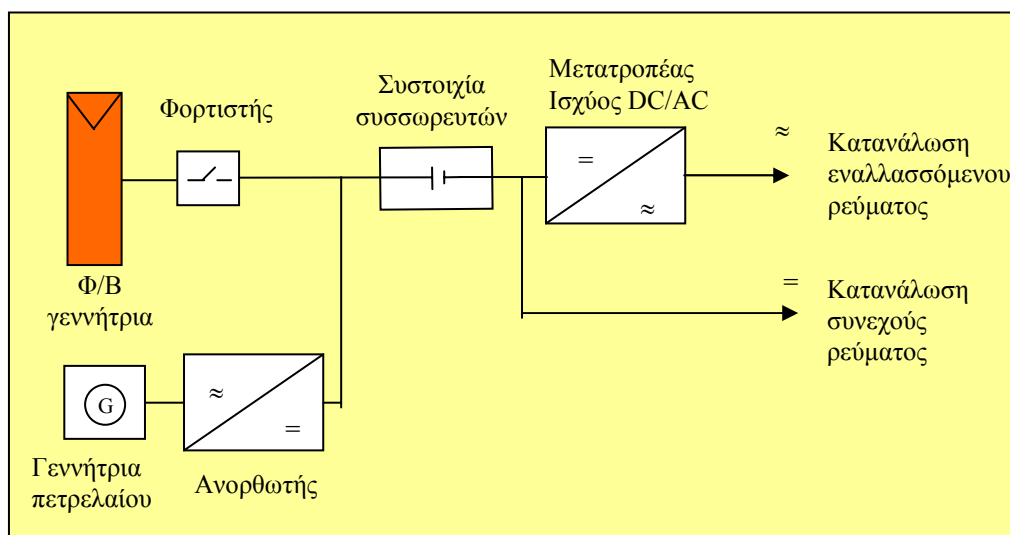 Μετατροπέας
Ισχύος DC/AC
Συστοιχία
συσσωρευτών
Φορτιστής
≈
Κατανάλωση
εναλλασσόμενου
ρεύματος
=
≈
Φ/Β
γεννήτρια
=
Κατανάλωση
συνεχούς
ρεύματος
≈
=
G
Γεννήτρια
πετρελαίου
Ανορθωτής